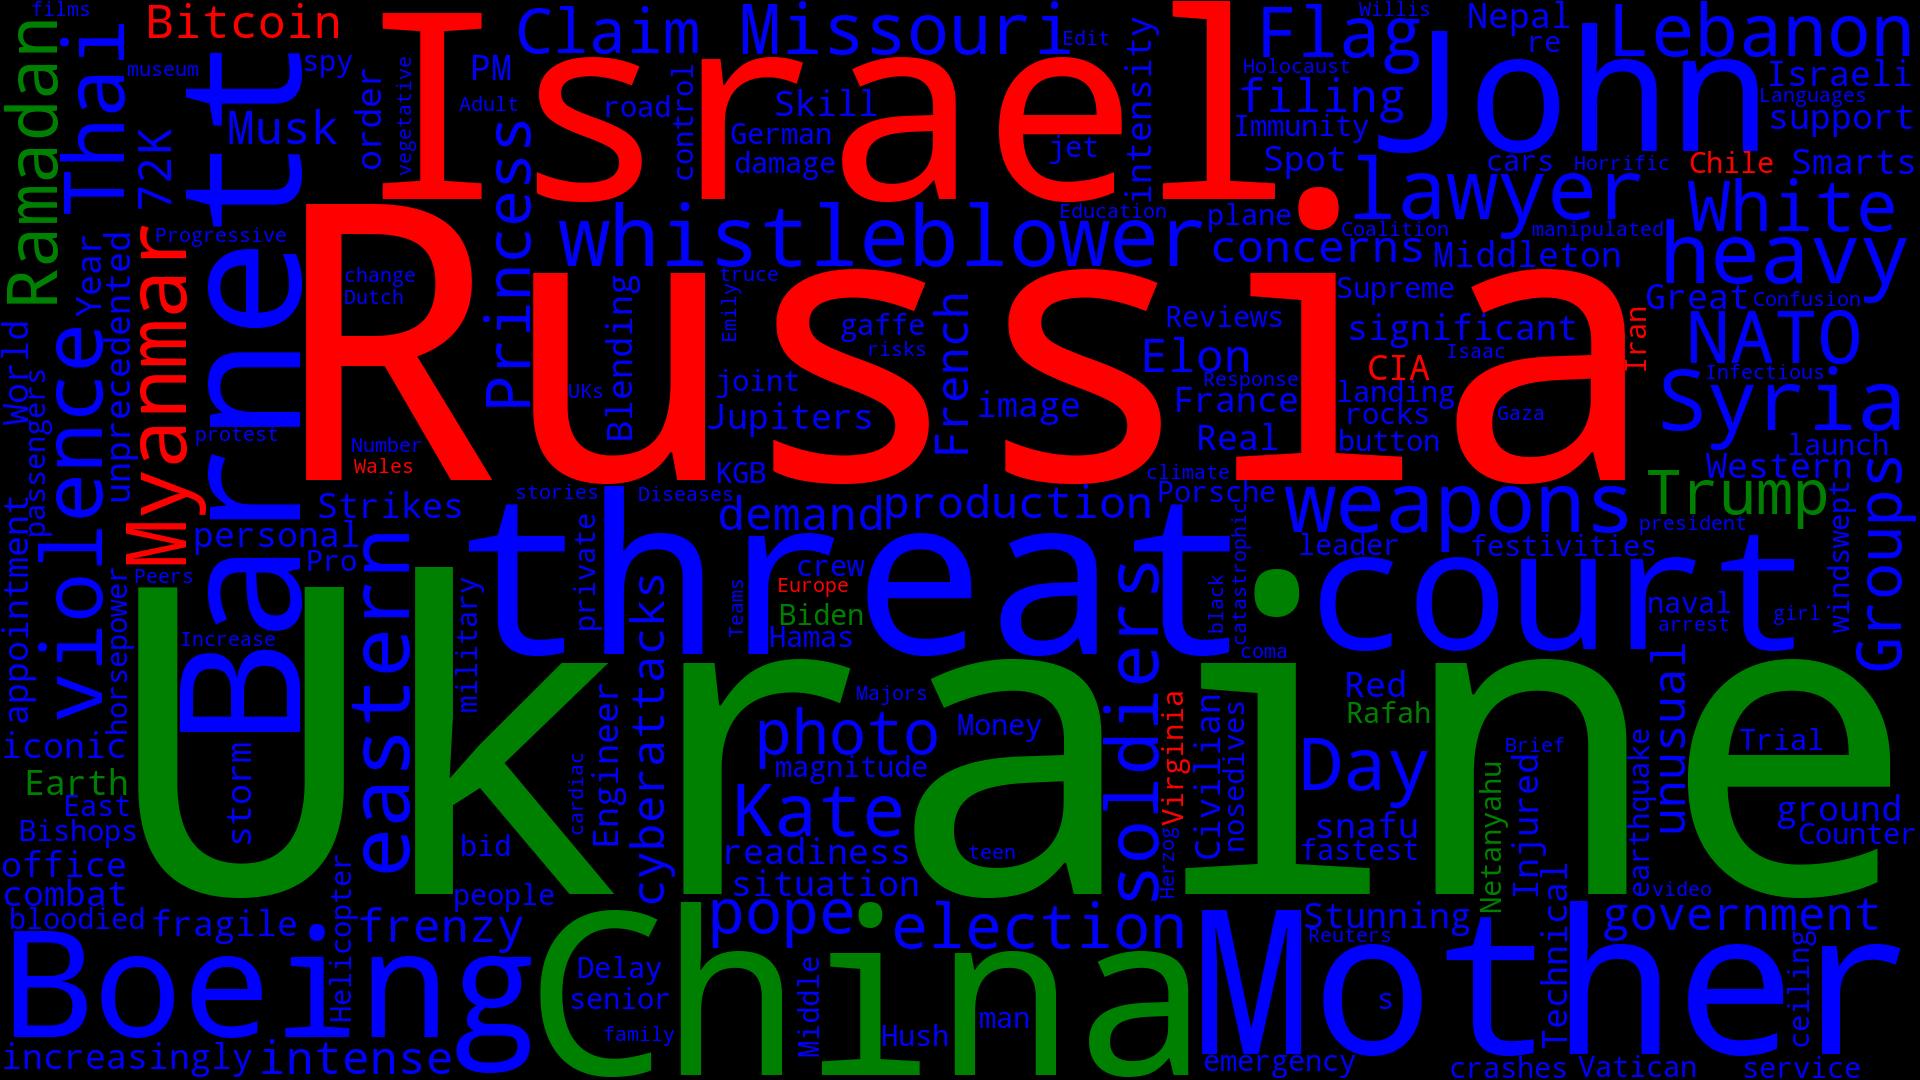 films
Bitcoin
Israel
Claim
Missouri
Edit
Flag
Willis
Nepal
re
Lebanon
John
Thai
Ramadan
museum
spy
PM
vegetative
Adult
road
control
Skill
German
damage
jet
intensity
Holocaust
filing
Immunity
Israeli
Languages
support
72K
Musk
order
Princess
Spot
cars
Horrific
Chile
Smarts
lawyer
White
Barnett
Russia
whistleblower
Education
plane
concerns
Coalition
manipulated
Middleton
heavy
Progressive
Year
unprecedented
Myanmar
change
Dutch
Blending
truce
Emily
gaffe
risks
French
Reviews
Supreme
significant
Isaac
Iran
Great
Confusion
NATO
World
passengers
violence
UKs
joint
Jupiters
image
Elon
Response
France
Real
CIA
landing
rocks
button
Gaza
Infectious
Syria
launch
protest
Number
Wales
KGB
climate
Porsche
Western
Trump
president
Strikes
stories
Diseases
demand
production
weapons
leader
festivities
windswept
Groups
personal
Pro
eastern
threat
private
crew
Europe
Biden
Hamas
Teams
soldiers
black
catastrophic
coma
court
naval
arrest
girl
appointment
Peers
horsepower
Increase
military
cyberattacks
Ukraine
Majors
photo
Money
magnitude
Virginia
Civilian
nosedives
Red
Rafah
Day
Brief
unusual
Trial
iconic
Earth
East
Bishops
storm
cardiac
Engineer
Kate
readiness
situation
teen
Herzog
snafu
fastest
Netanyahu
Injured
earthquake
ground
Counter
office
combat
bid
people
video
bloodied
fragile
Helicopter
frenzy
pope
election
Stunning
Reuters
Technical
government
ceiling
Boeing
China
Mother
Delay
senior
family
Middle
Hush
man
s
increasingly
intense
emergency
crashes
Vatican
service